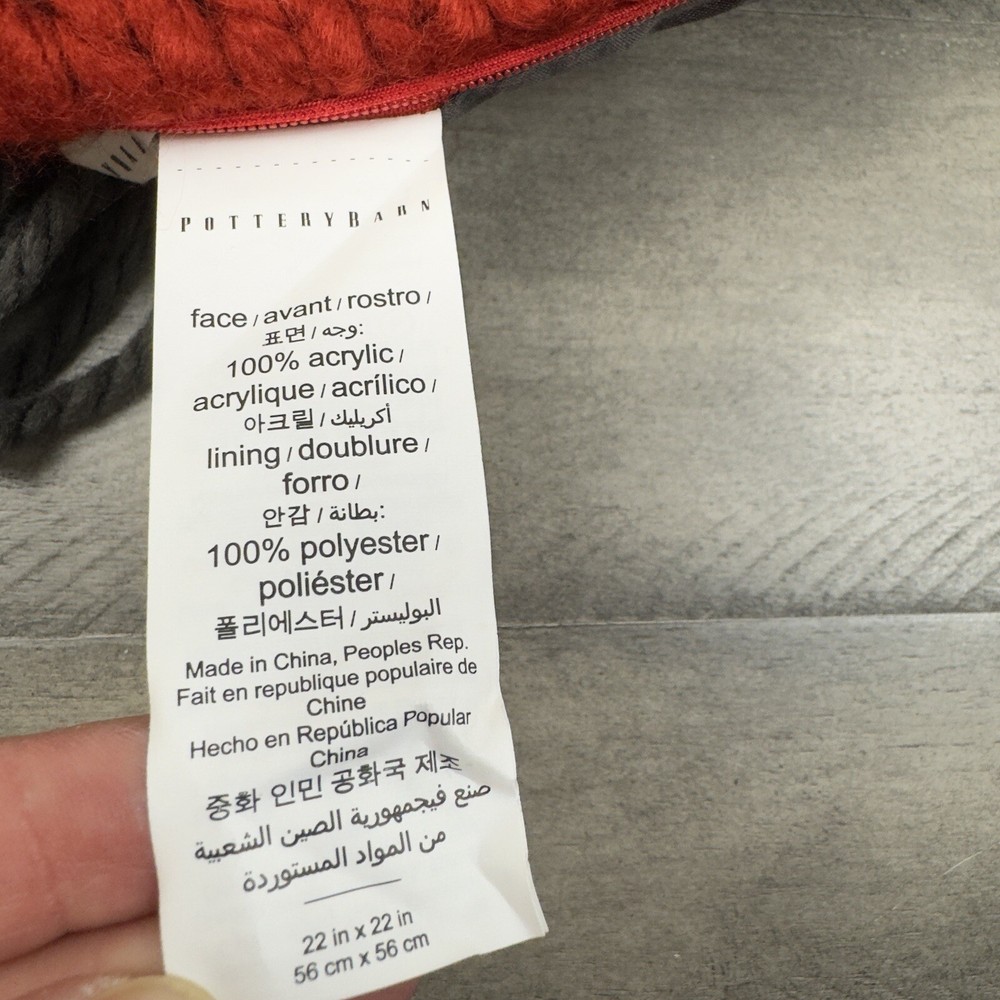 POTTERYBARN
face / avant / rostro /
표면 / وجه:
100% acrylic /
acrylique / acrílico /
아크릴 / أكريليك
lining / doublure /
forro /
안감 / بطانة:
100% polyester /
poliéster /
폴리에스터 / البوليستر
Made in China, Peoples Rep.
Fait en republique populaire de
Chine
Hecho en República Popular
China
중화 인민 공화국 제조
صنع فيجمهورية الصين الشعبية
من المواد المستوردة
22 in x 22 in
56 cm x 56 cm